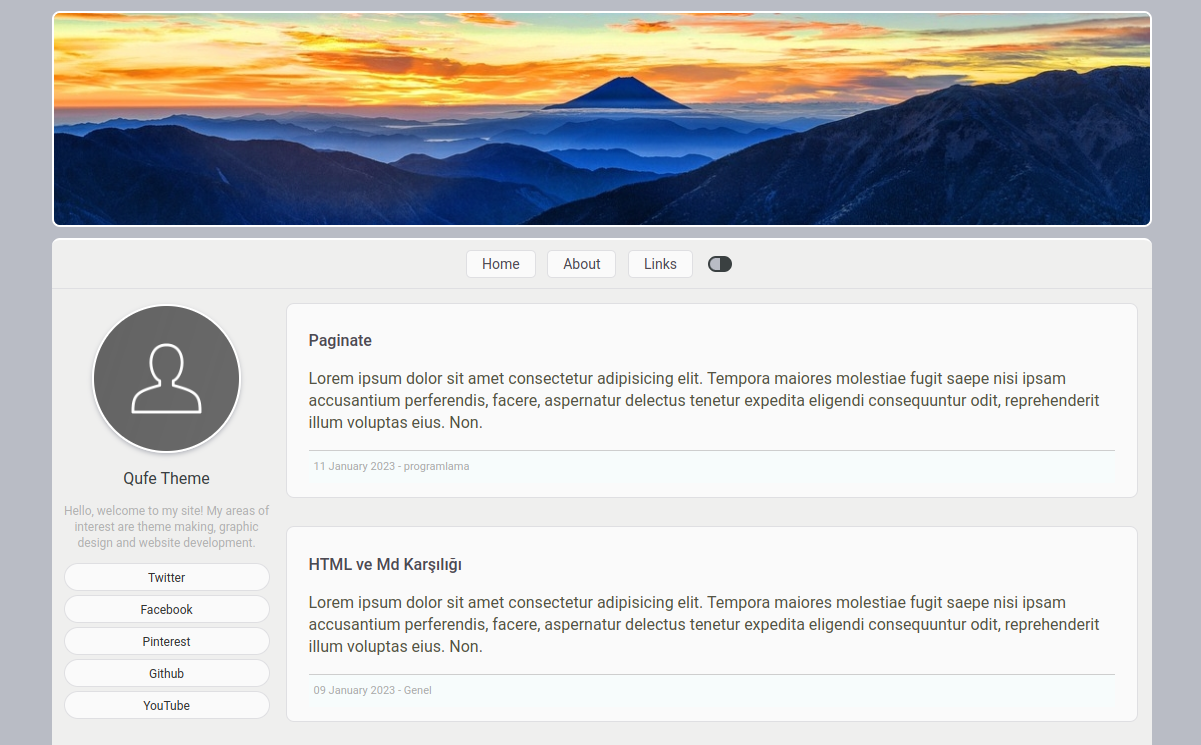 Home About Links
Qufe Theme
Hello, welcome to my site! My areas of
interest are theme making, graphic
design and website development.
Twitter
Facebook
Pinterest
Github
YouTube
Paginate
Lorem ipsum dolor sit amet consectetur adipisicing elit. Tempora maiores molestiae fugit saepe nisi ipsam
accusantium perferendis, facere, aspernatur delectus tenetur expedita eligendi consequuntur odit, reprehenderit
illum voluptas eius. Non.
11 January 2023 - programlama
HTML ve Md Karşılığı
Lorem ipsum dolor sit amet consectetur adipisicing elit. Tempora maiores molestiae fugit saepe nisi ipsam
accusantium perferendis, facere, aspernatur delectus tenetur expedita eligendi consequuntur odit, reprehenderit
illum voluptas eius. Non.
09 January 2023 - Genel